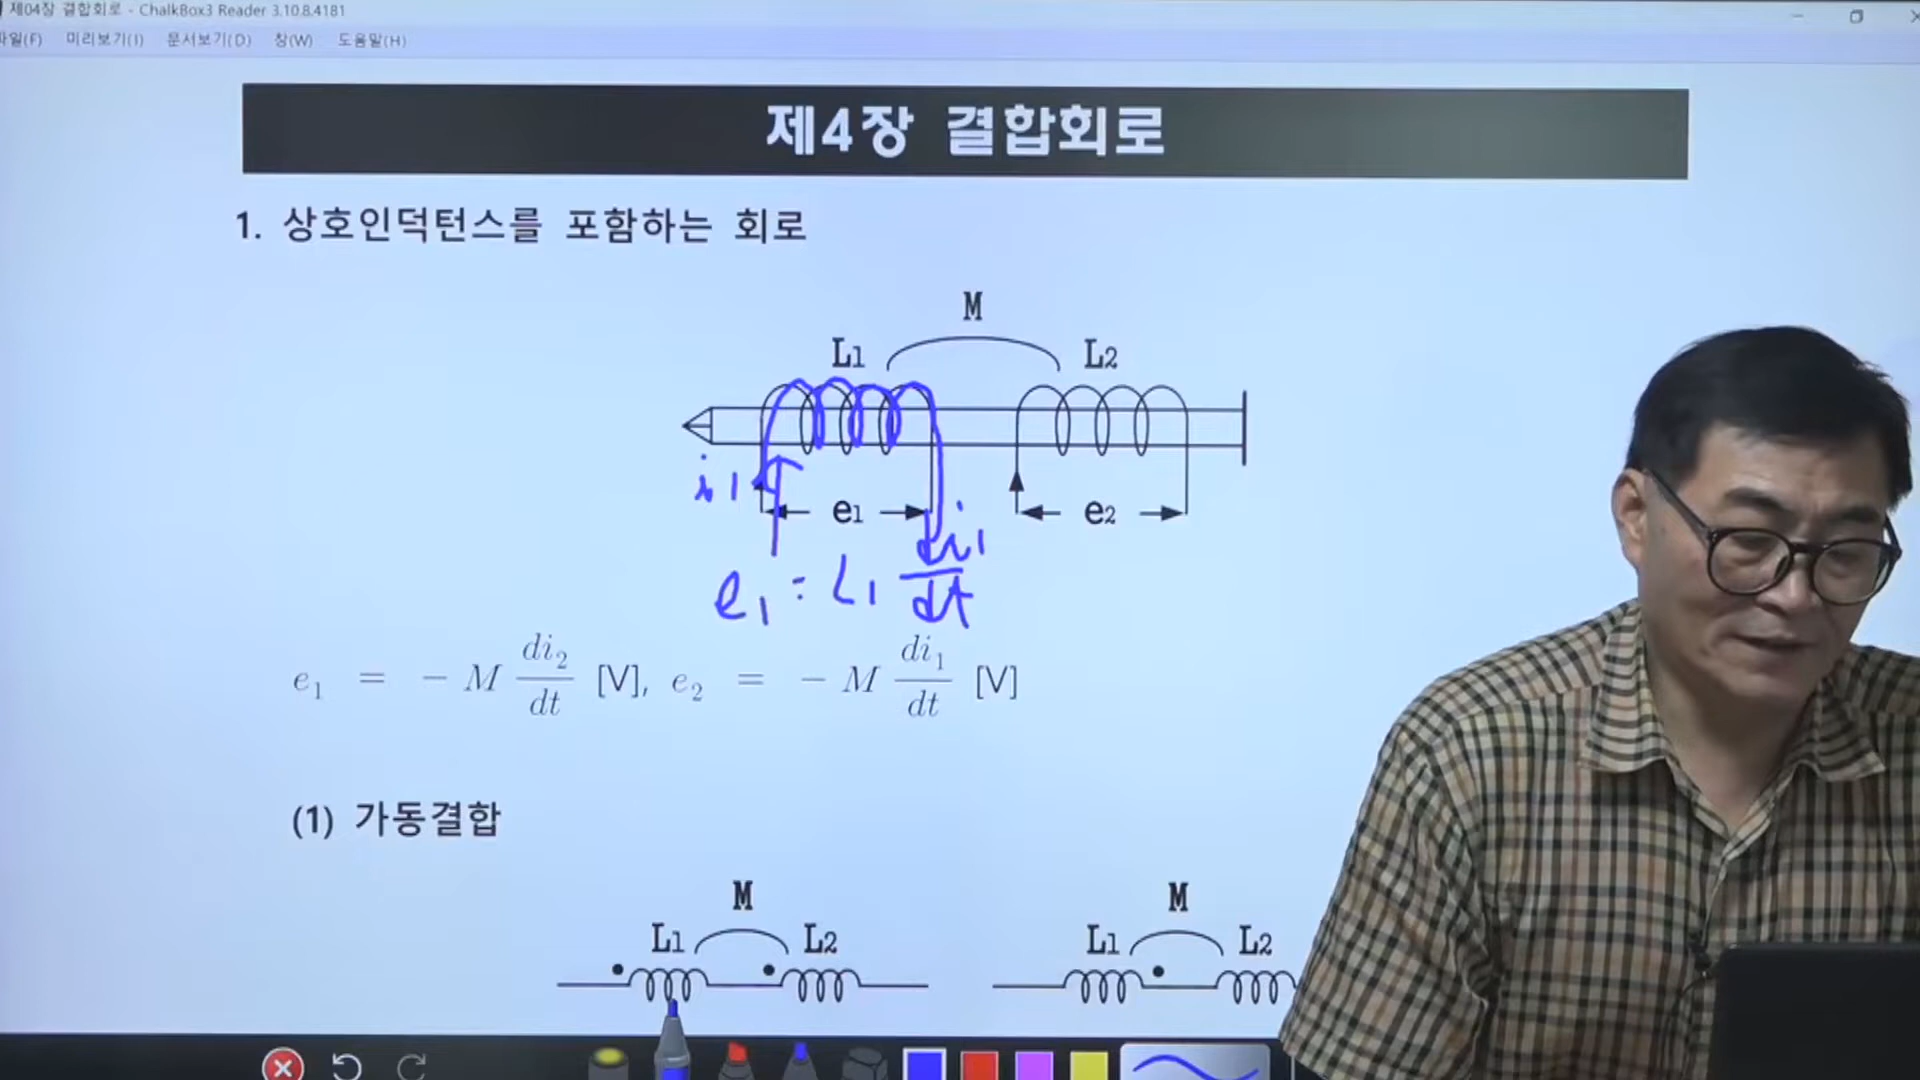 제04장 결합회로 - ChalkBox3 Reader 3.10.8.4181
파일(F) 미리보기(I) 문서보기(D) 창(W) 도움말(H)
제4장 결합회로
1. 상호인덕턴스를 포함하는 회로
M
L1 L2
i1
e1 e2
e1 = L1 di1/dt
e1 = - M di2/dt [V], e2 = - M di1/dt [V]
(1) 가동결합
M M
L1 L2 L1 L2